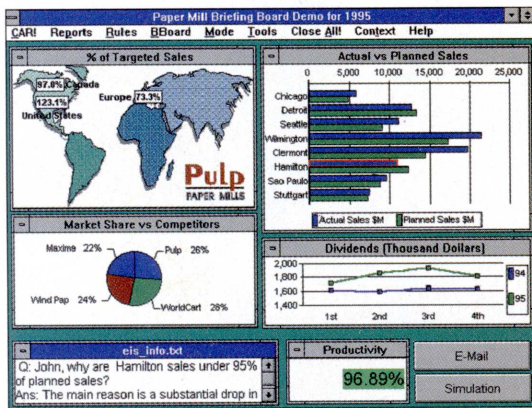 Paper Mill Briefing Board Demo for 1995
CAR! Reports Rules BBoard Mode Tools Close All! Context Help
% of Targeted Sales
97.8% Canada
123.1%
United States
Europe 73.3%
Pulp
PAPER MILLS
Actual vs Planned Sales
0 5,000 10,000 15,000 20,000 25,000
Chicago
Detroit
Seattle
Wilmington
Clermont
Hamilton
Sao Paulo
Stuttgart
Actual Sales $M Planned Sales $M
Market Share vs Competitors
Maxima 22% Pulp 26%
Wind Pap 24% WorldCart 28%
Dividends (Thousand Dollars)
2,000
1,800
1,600
1,400
1st 2nd 3rd 4th
94
95
eis_info.txt
Q: John, why are Hamilton sales under 95%
of planned sales?
Ans: The main reason is a substantial drop in
Productivity
96.89%
E-Mail
Simulation